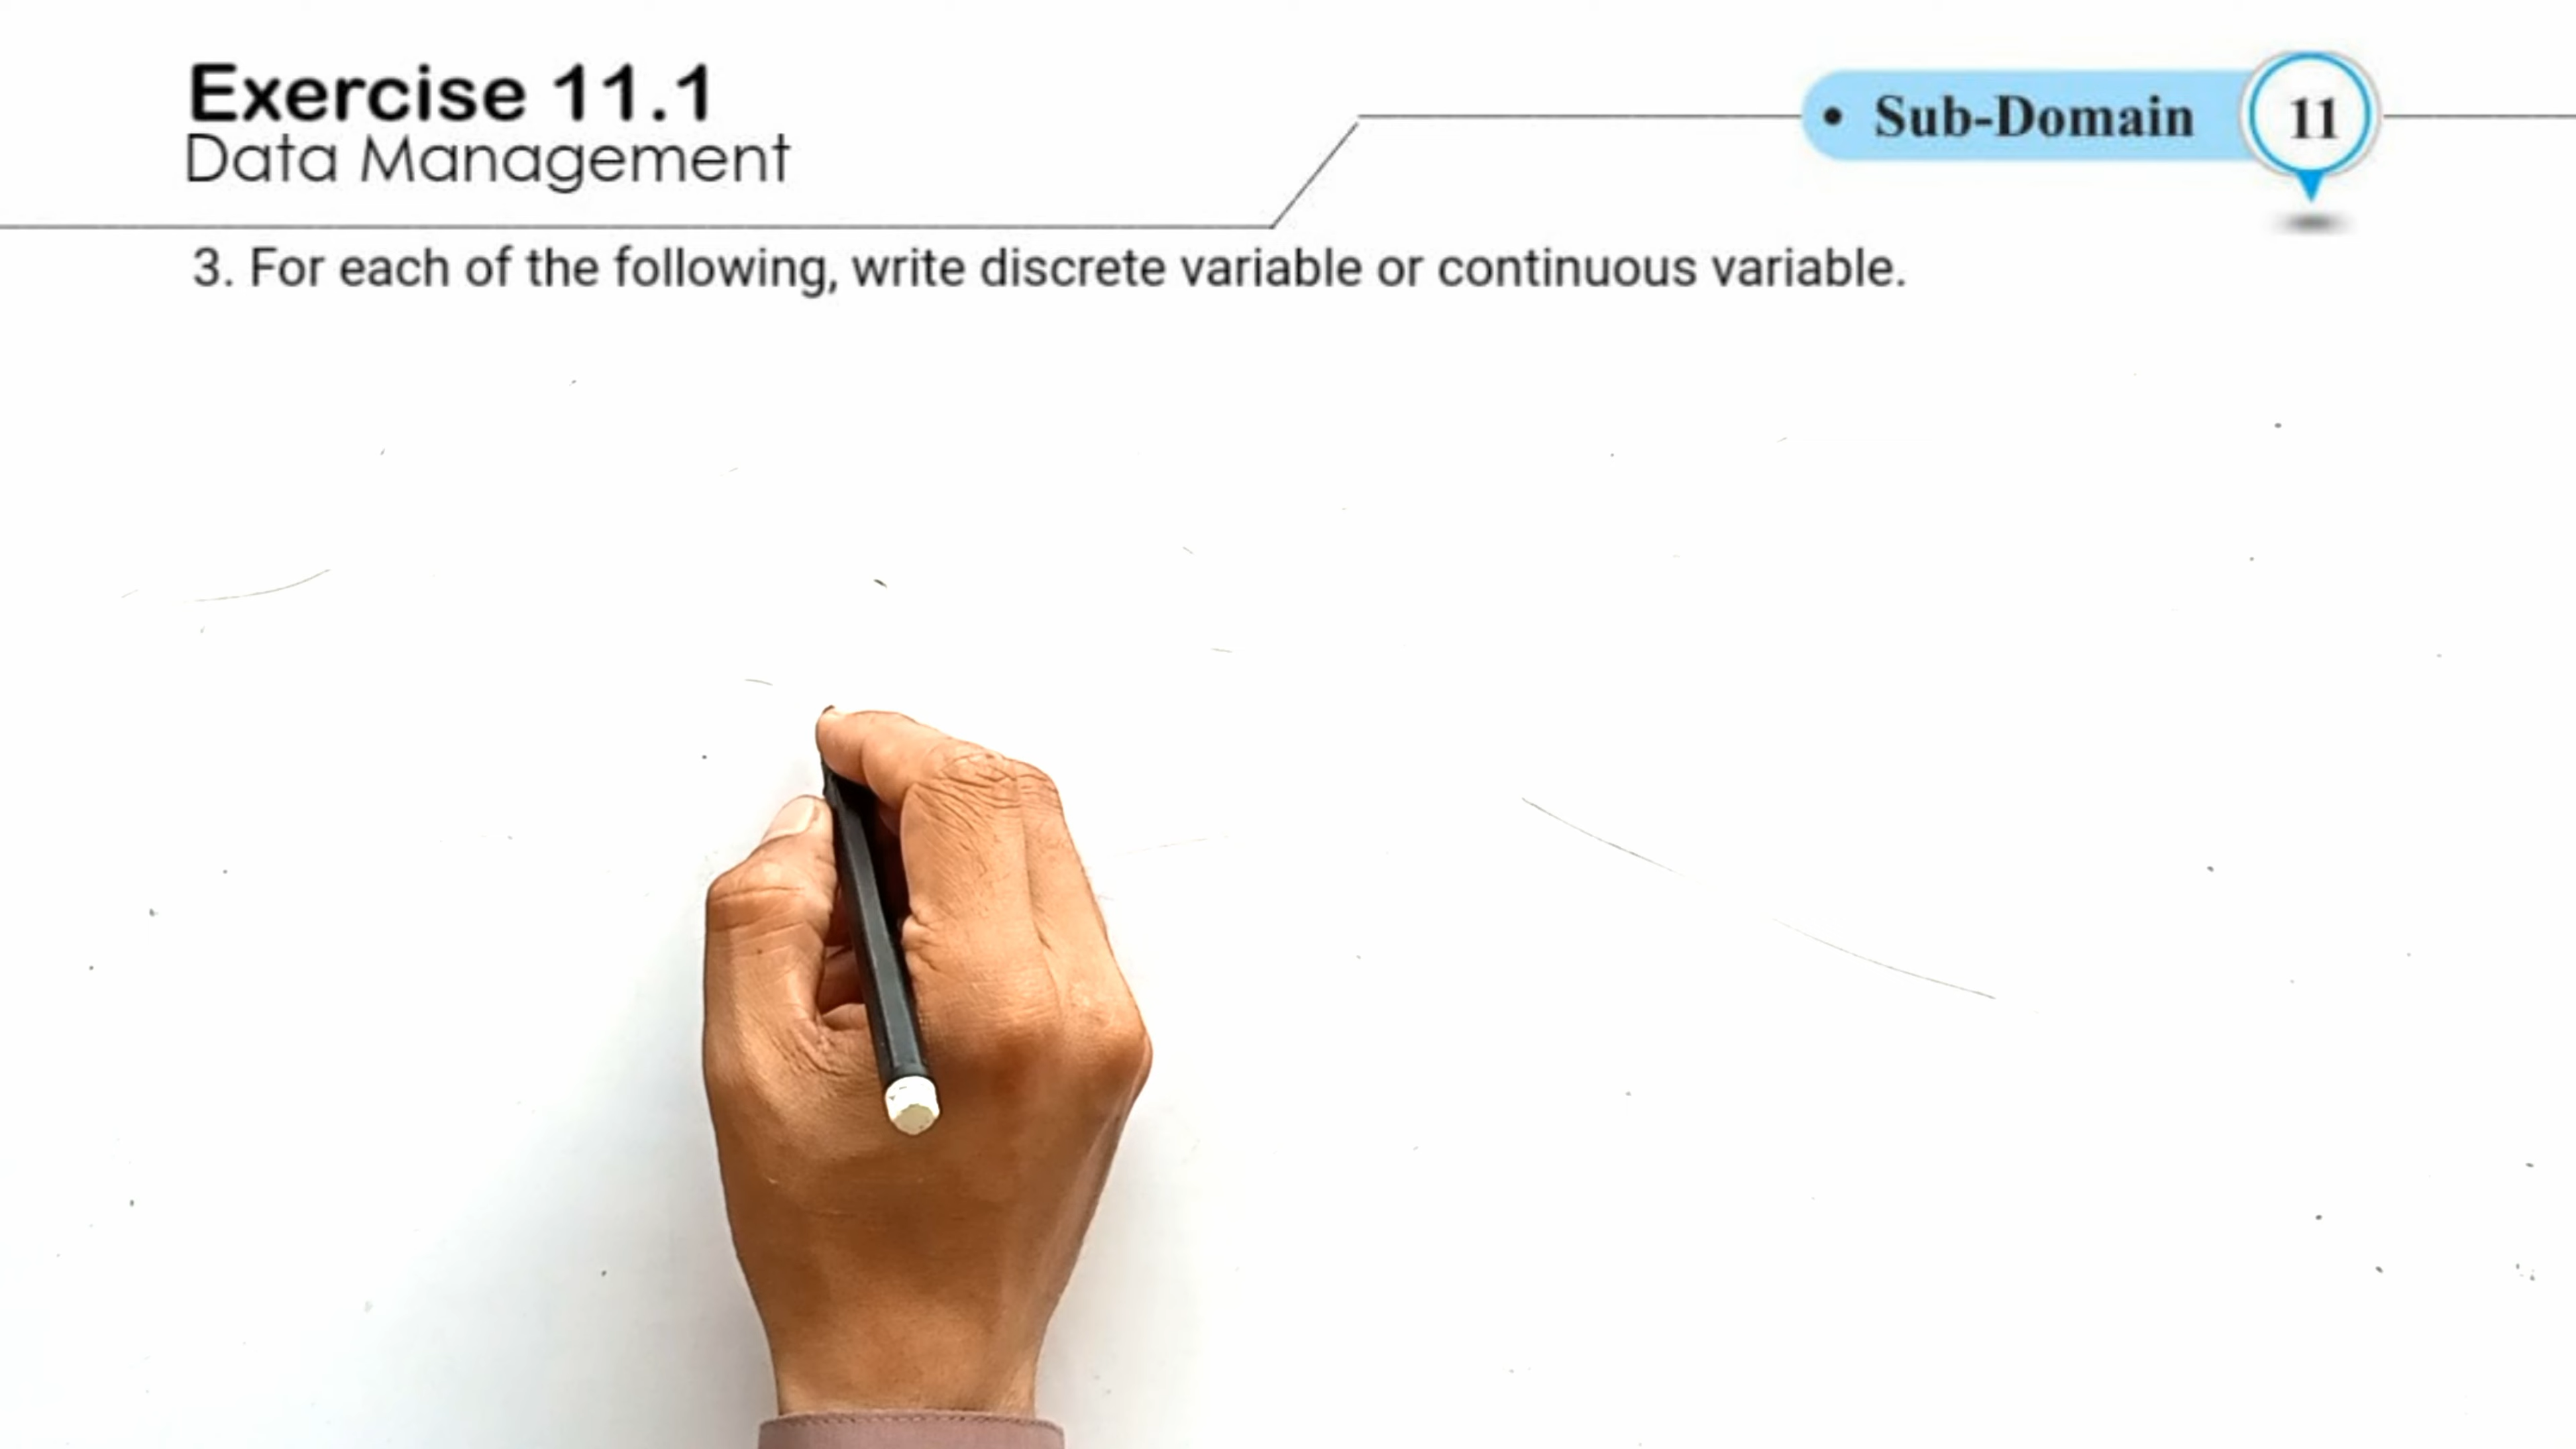 Exercise 11.1
Data Management
• Sub-Domain 11
3. For each of the following, write discrete variable or continuous variable.